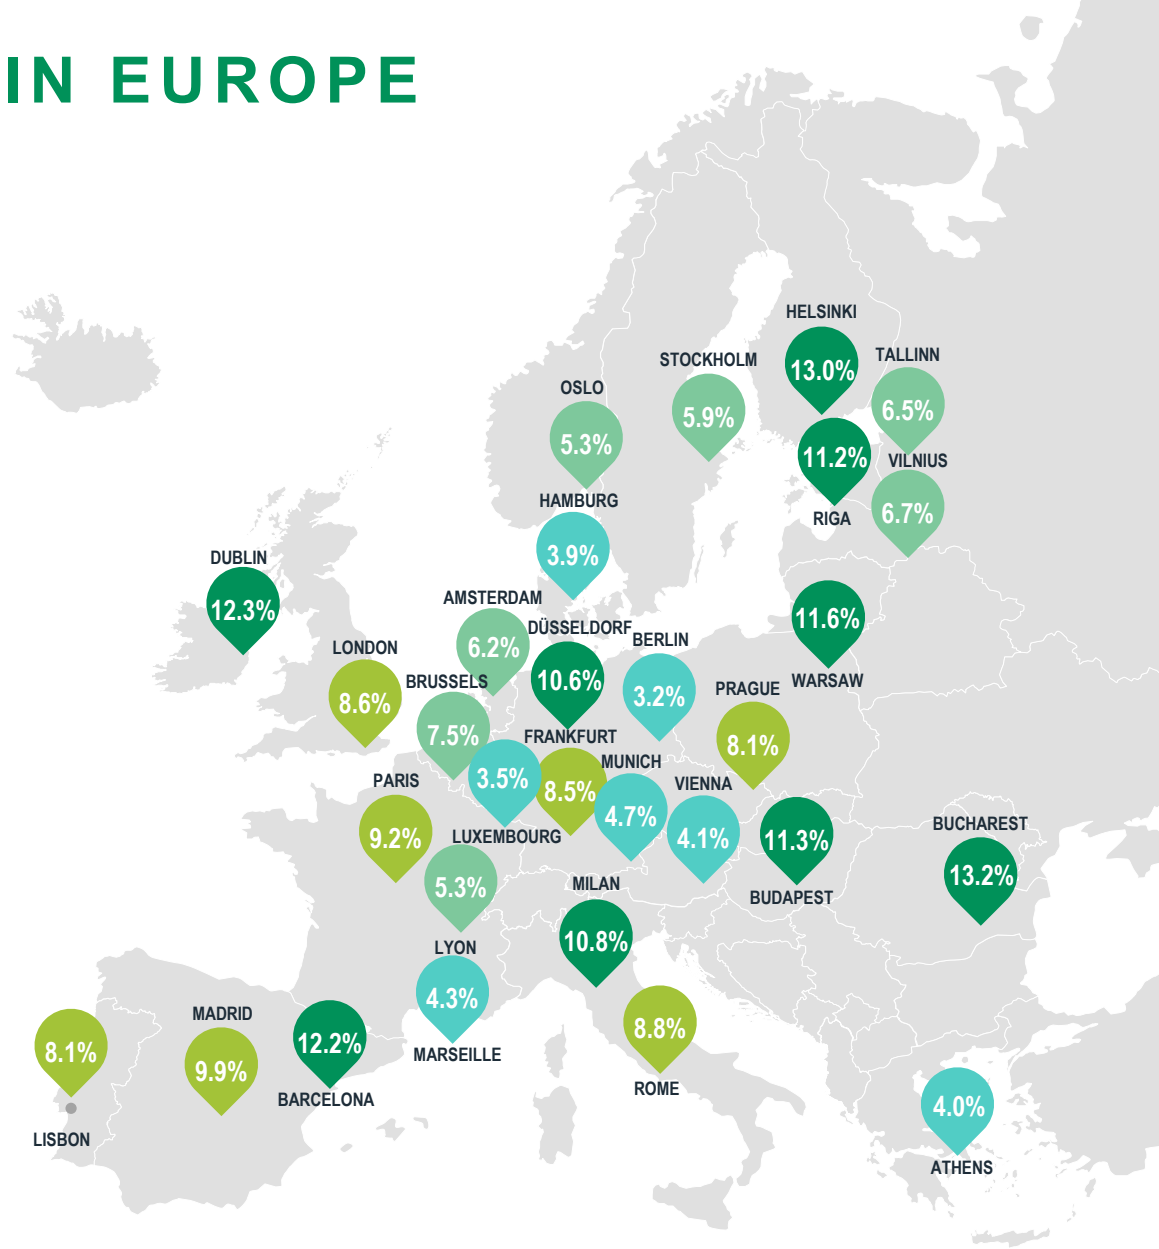 IN EUROPE
HELSINKI
13.0%
TALLINN
6.5%
STOCKHOLM
5.9%
OSLO
5.3%
11.2%
RIGA
VILNIUS
6.7%
HAMBURG
3.9%
DUBLIN
12.3%
AMSTERDAM
6.2%
DÜSSELDORF
10.6%
BERLIN
3.2%
11.6%
WARSAW
LONDON
8.6%
BRUSSELS
7.5%
PRAGUE
8.1%
FRANKFURT
8.5%
3.5%
LUXEMBOURG
MUNICH
4.7%
VIENNA
4.1%
PARIS
9.2%
11.3%
BUDAPEST
BUCHAREST
13.2%
5.3%
LYON
MILAN
10.8%
4.3%
MARSEILLE
8.1%
LISBON
MADRID
9.9%
12.2%
BARCELONA
8.8%
ROME
4.0%
ATHENS